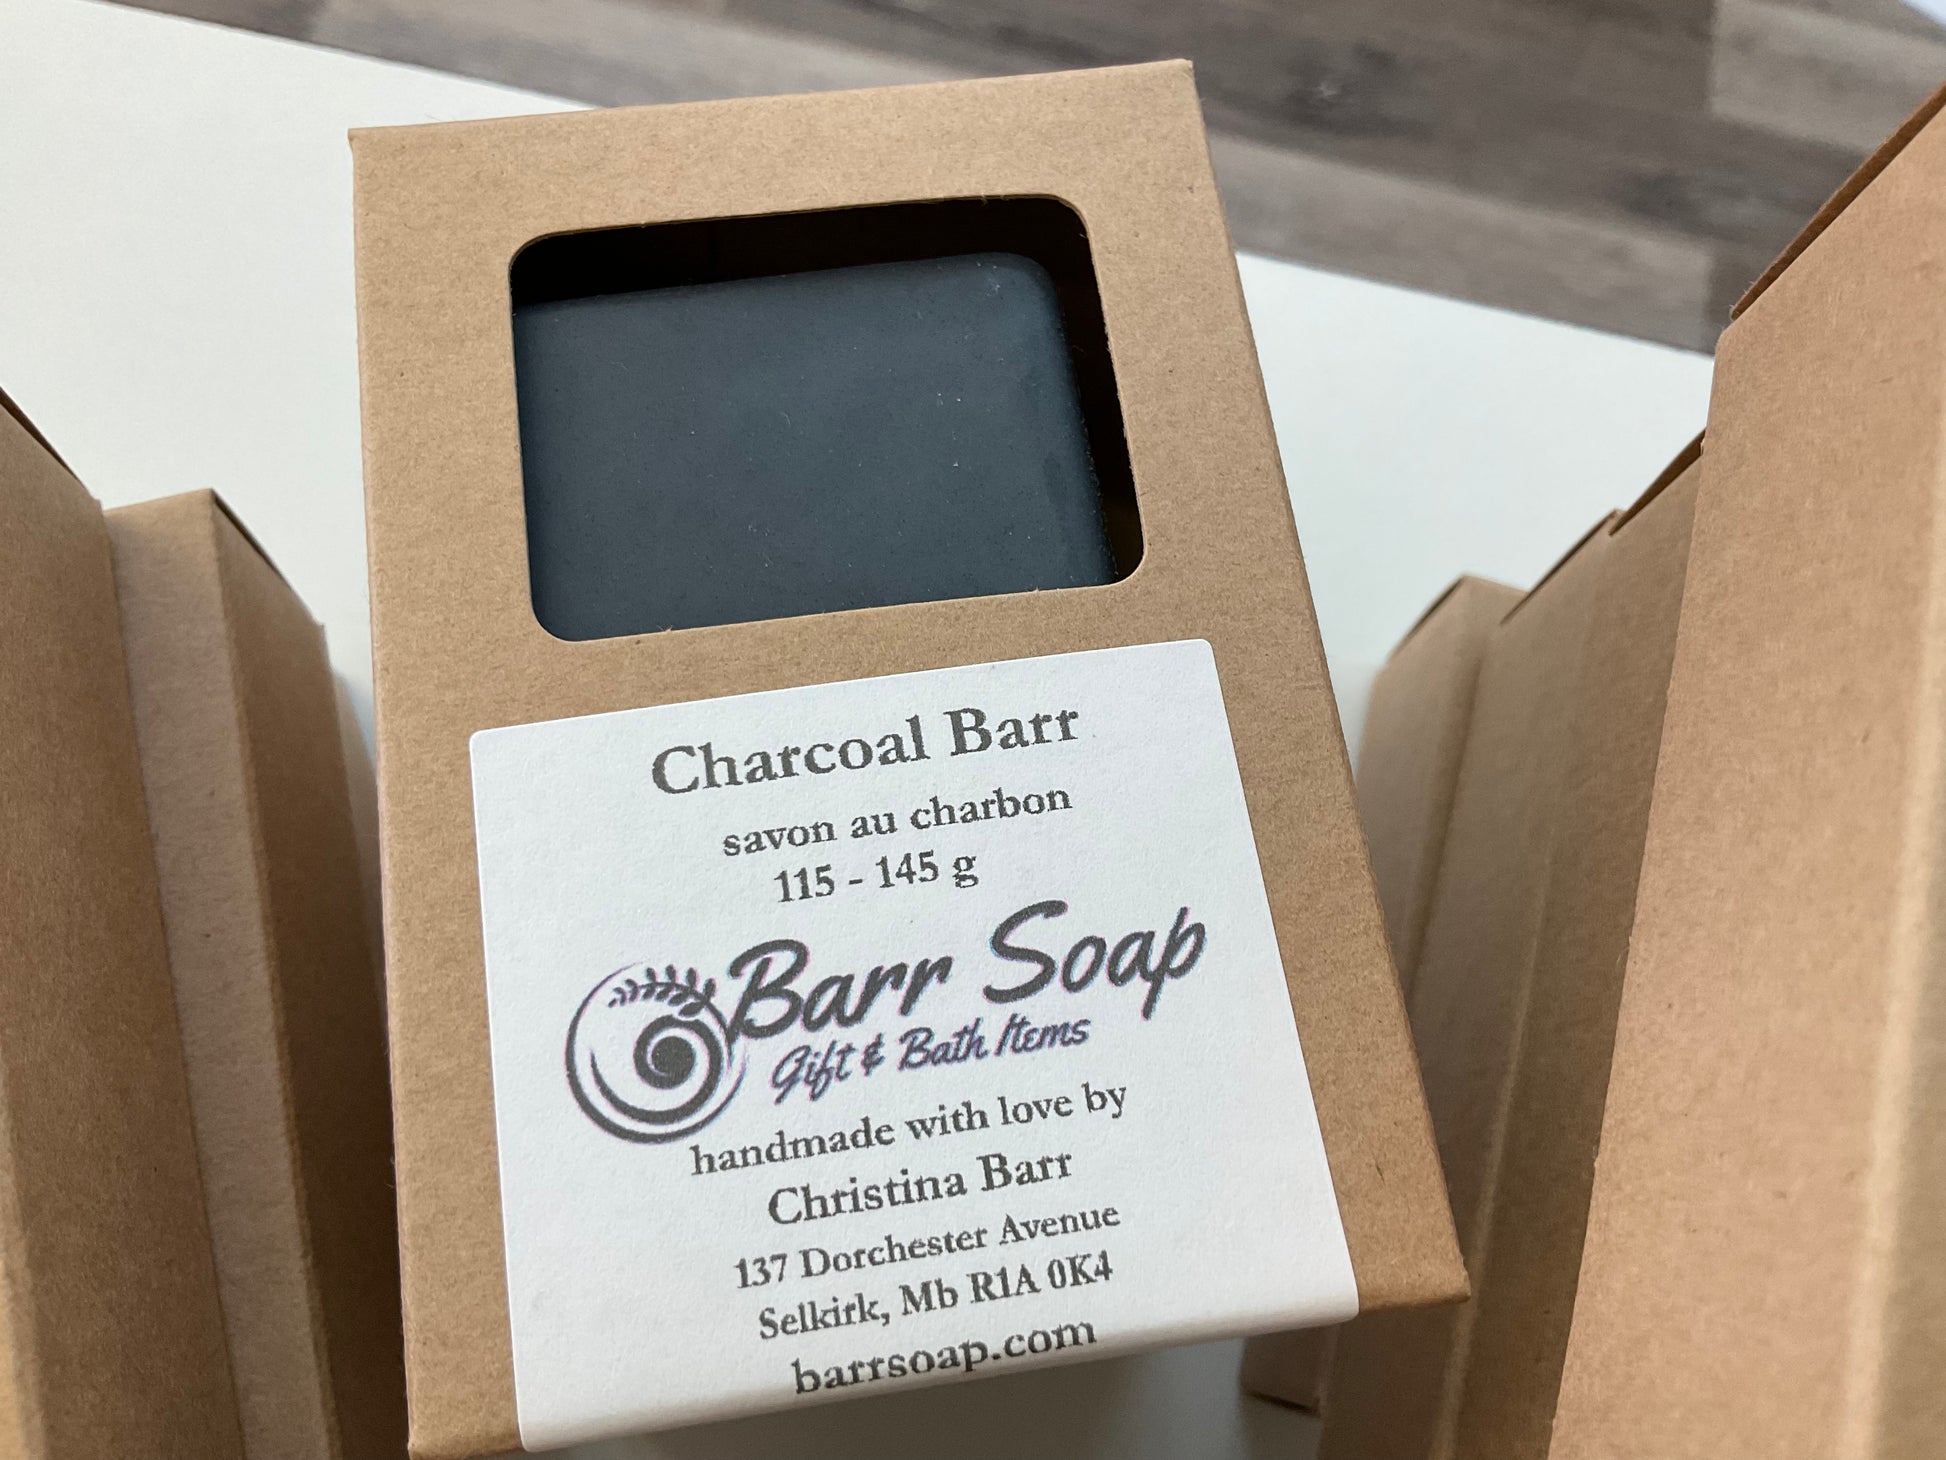 Charcoal Barr
savon au charbon
115 - 145 g
Barr Soap
Gift & Bath Items
handmade with love by
Christina Barr
137 Dorchester Avenue
Selkirk, Mb R1A 0K4
barrsoap.com